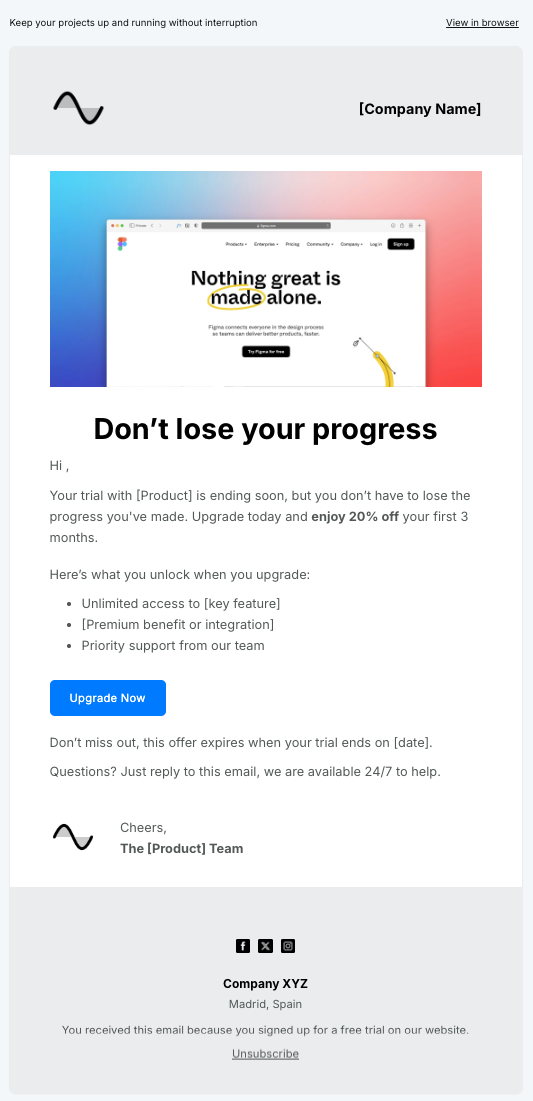 Keep your projects up and running without interruption
View in browser
[Company Name]
Products
Enterprise
Pricing
Community
Company
Log in
Sign up
Nothing great is
made alone.
Figma connects everyone in the design process
so teams can deliver better products, faster.
Try Figma for free
Don’t lose your progress
Hi ,
Your trial with [Product] is ending soon, but you don’t have to lose the
progress you've made. Upgrade today and enjoy 20% off your first 3
months.
Here’s what you unlock when you upgrade:
• Unlimited access to [key feature]
• [Premium benefit or integration]
• Priority support from our team
Upgrade Now
Don’t miss out, this offer expires when your trial ends on [date].
Questions? Just reply to this email, we are available 24/7 to help.
Cheers,
The [Product] Team
Company XYZ
Madrid, Spain
You received this email because you signed up for a free trial on our website.
Unsubscribe